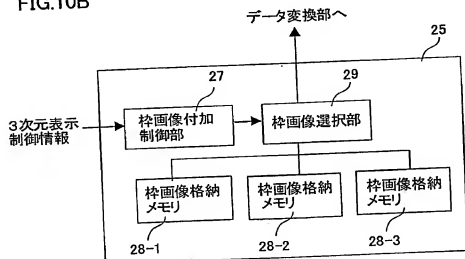 FIG.10B
データ変換部へ
25
27
29
3次元表示
制御情報
枠画像付加
制御部
枠画像選択部
枠画像格納
メモリ
枠画像格納
メモリ
枠画像格納
メモリ
28-1
28-2
28-3